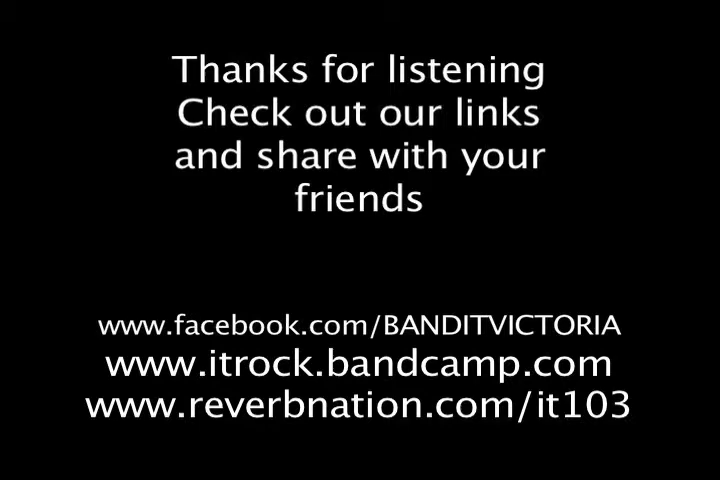 Thanks for listening
Check out our links
and share with your
friends
www.facebook.com/BANDITVICTORIA
www.itrock.bandcamp.com
www.reverbnation.com/it103